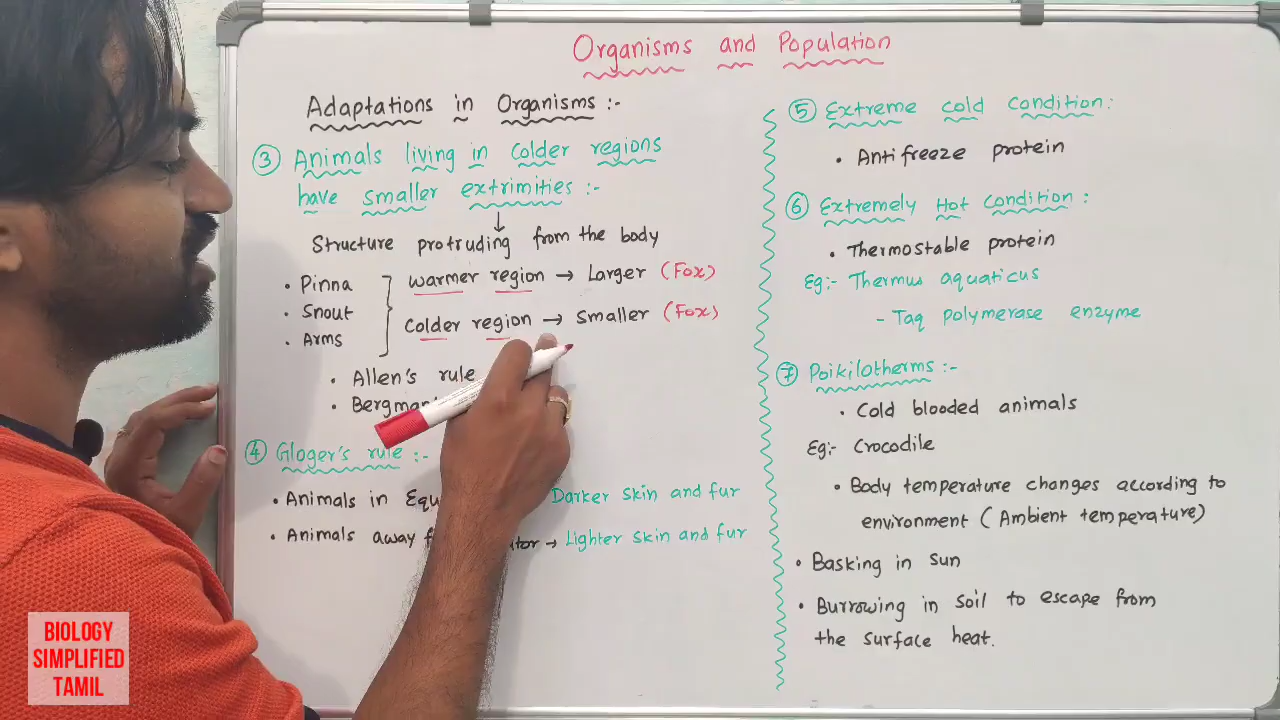 Organisms and Population
Adaptations in Organisms :-
③ Animals living in colder regions
have smaller extrimities :-
↓
Structure protruding from the body
• Pinna
• Snout
• Arms
warmer region → Larger (Fox)
Colder region → smaller (Fox)
• Allen's rule
④ Gloger's rule :-
• Animals in Darker skin and fur
• Animals away → Lighter skin and fur
⑤ Extreme cold condition :
• Antifreeze protein
⑥ Extremely Hot condition :
• Thermostable protein
Eg:- Thermus aquaticus
- Taq polymerase enzyme
⑦ Poikilotherms :-
• Cold blooded animals
Eg:- Crocodile
• Body temperature changes according to
environment (Ambient temperature)
• Basking in sun
• Burrowing in soil to escape from
the surface heat.
BIOLOGY
SIMPLIFIED
TAMIL